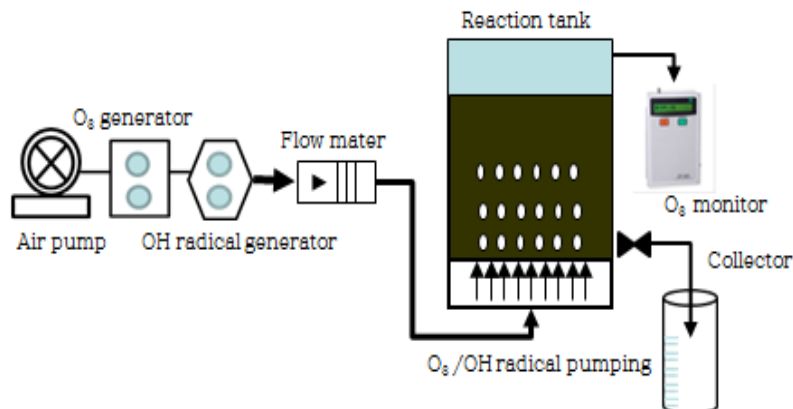 Reaction tank
O₃ generator
Flow mater
O₃ monitor
Air pump
OH radical generator
Collector
O₃/OH radical pumping